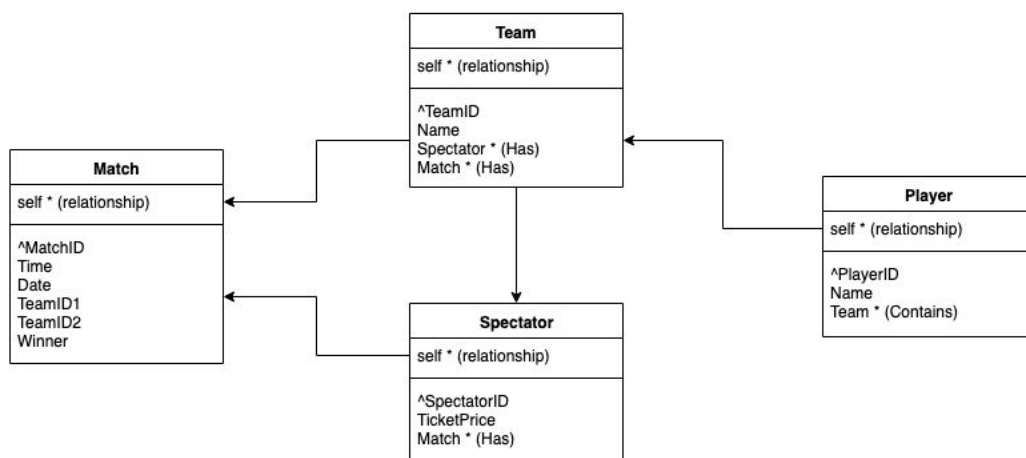 Team
self * (relationship)
^TeamID
Name
Spectator * (Has)
Match * (Has)
Match
self * (relationship)
^MatchID
Time
Date
TeamID1
TeamID2
Winner
Player
self * (relationship)
^PlayerID
Name
Team * (Contains)
Spectator
self * (relationship)
^SpectatorID
TicketPrice
Match * (Has)